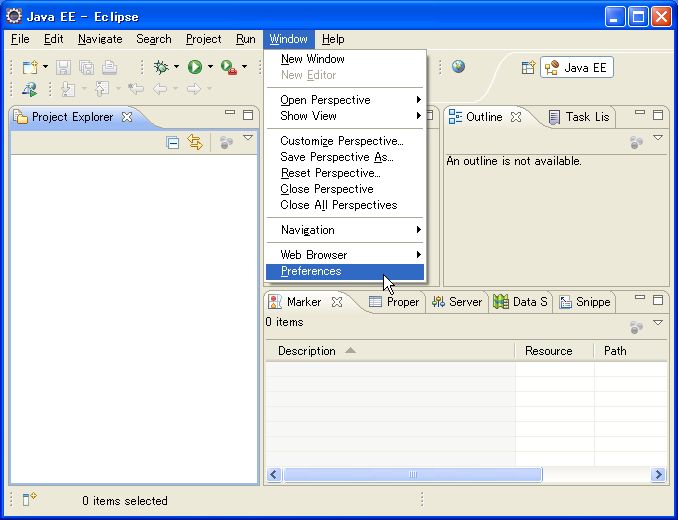 Java EE - Eclipse
File Edit Navigate Search Project Run Window Help
New Window
New Editor
Open Perspective
Show View
Customize Perspective...
Save Perspective As...
Reset Perspective...
Close Perspective
Close All Perspectives
Navigation
Web Browser
Preferences
Java EE
Project Explorer
Outline
Task Lis
An outline is not available.
Marker
Proper
Server
Data S
Snippe
0 items
Description
Resource
Path
0 items selected